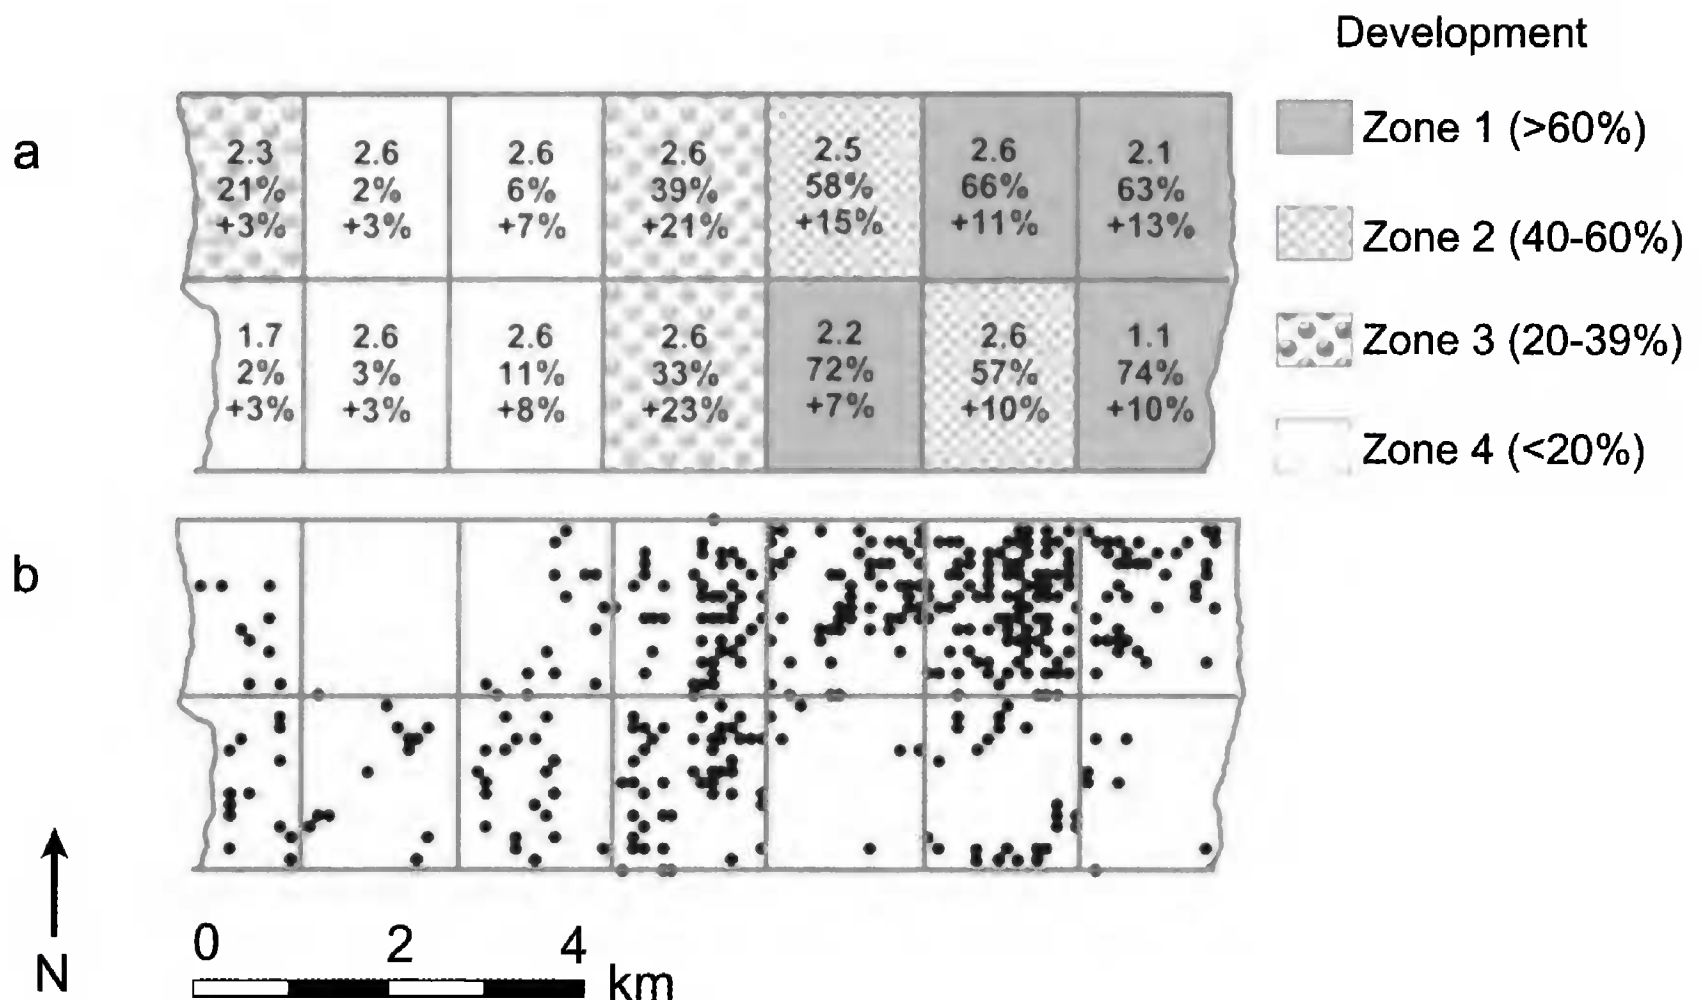 Development
a
Zone 1 (>60%)
Zone 2 (40-60%)
Zone 3 (20-39%)
Zone 4 (<20%)
2.3 2.6 2.6 2.6 2.5 2.6 2.1
21% 2% 6% 39% 58% 66% 63%
+3% +3% +7% +21% +15% +11% +13%
1.7 2.6 2.6 2.6 2.2 2.6 1.1
2% 3% 11% 33% 72% 57% 74%
+3% +3% +8% +23% +7% +10% +10%
b
N
0 2 4
km